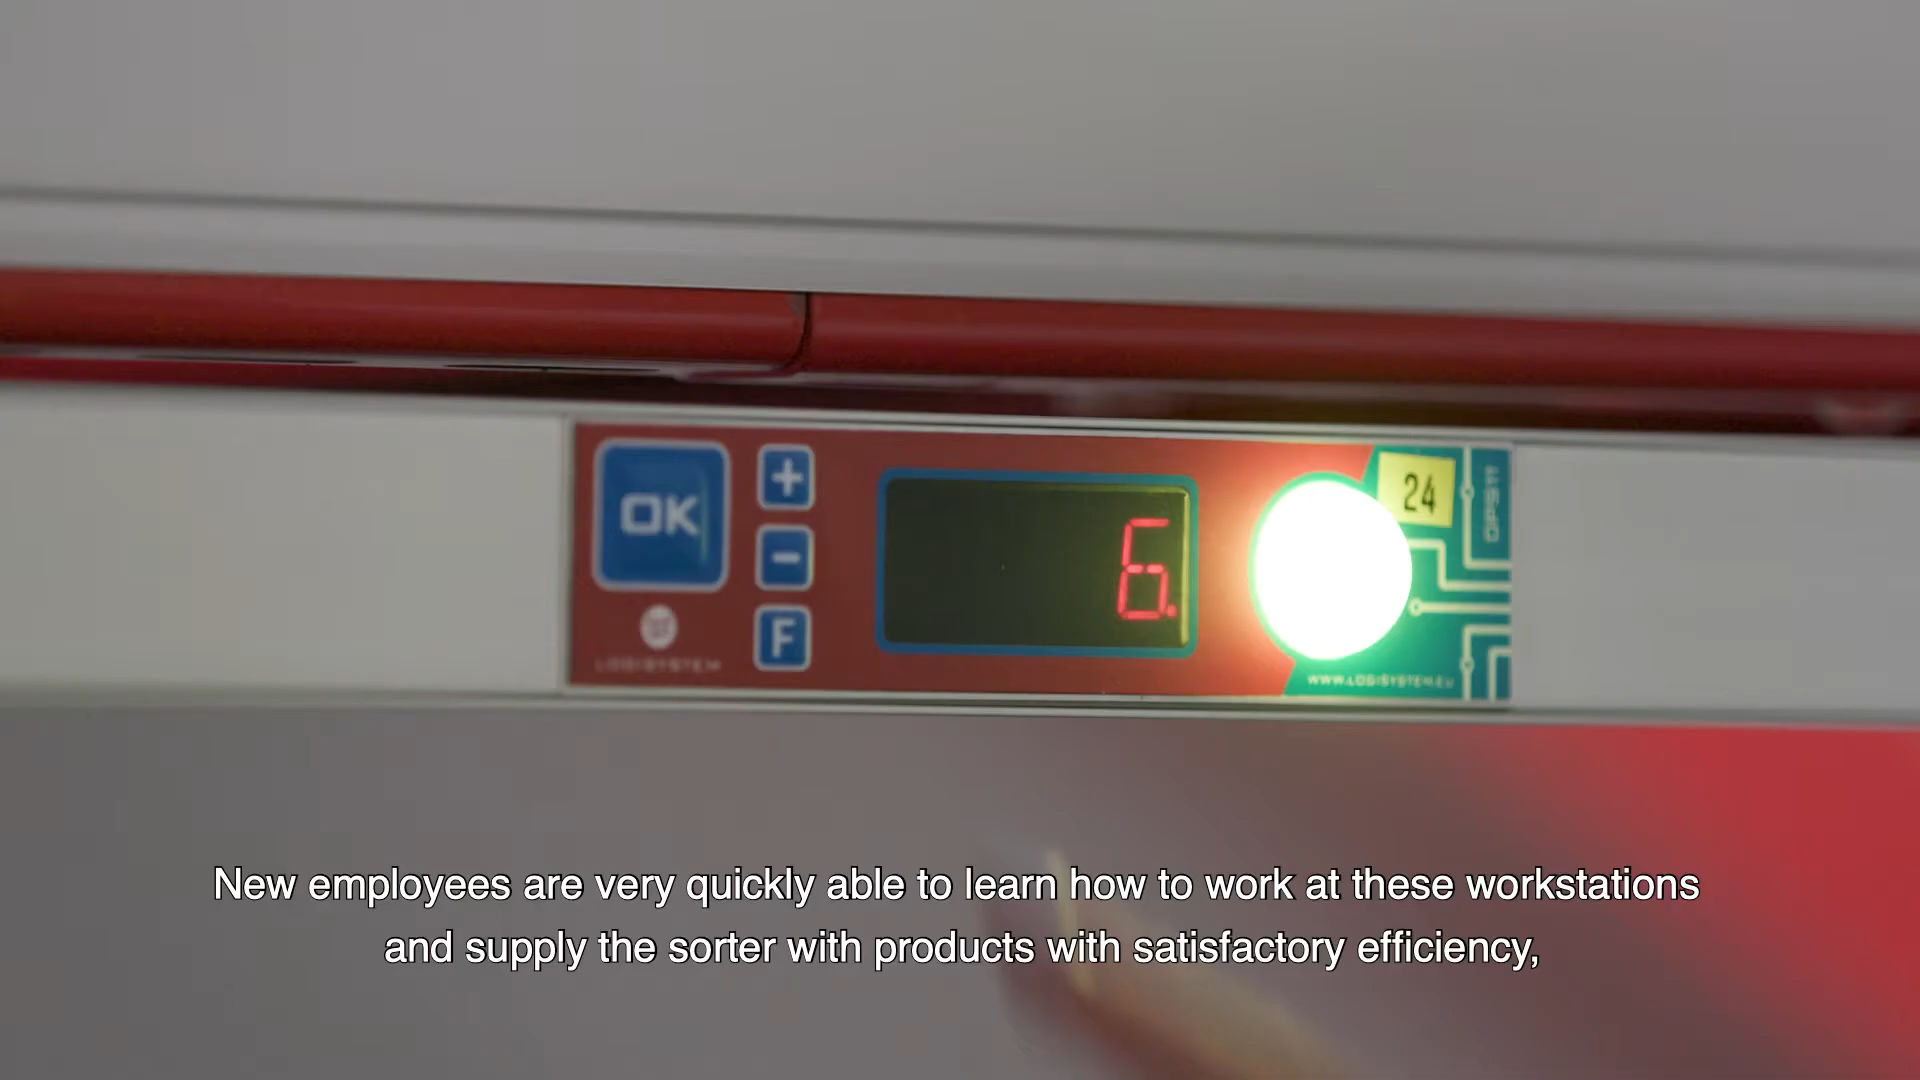 OK
+
-
F
LOGISYSTEM
6.
24
WWW.LOGISYSTEM.EU
New employees are very quickly able to learn how to work at these workstations
and supply the sorter with products with satisfactory efficiency,